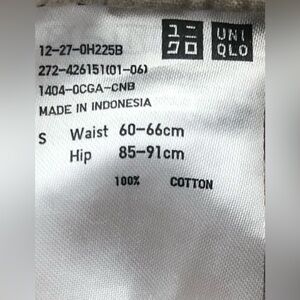 ユニ UNI
クロ QLO
12-27-0H225B
272-426151(01-06)
1404-0CGA-CNB
MADE IN INDONESIA
S Waist 60-66cm
Hip 85-91cm
100% COTTON